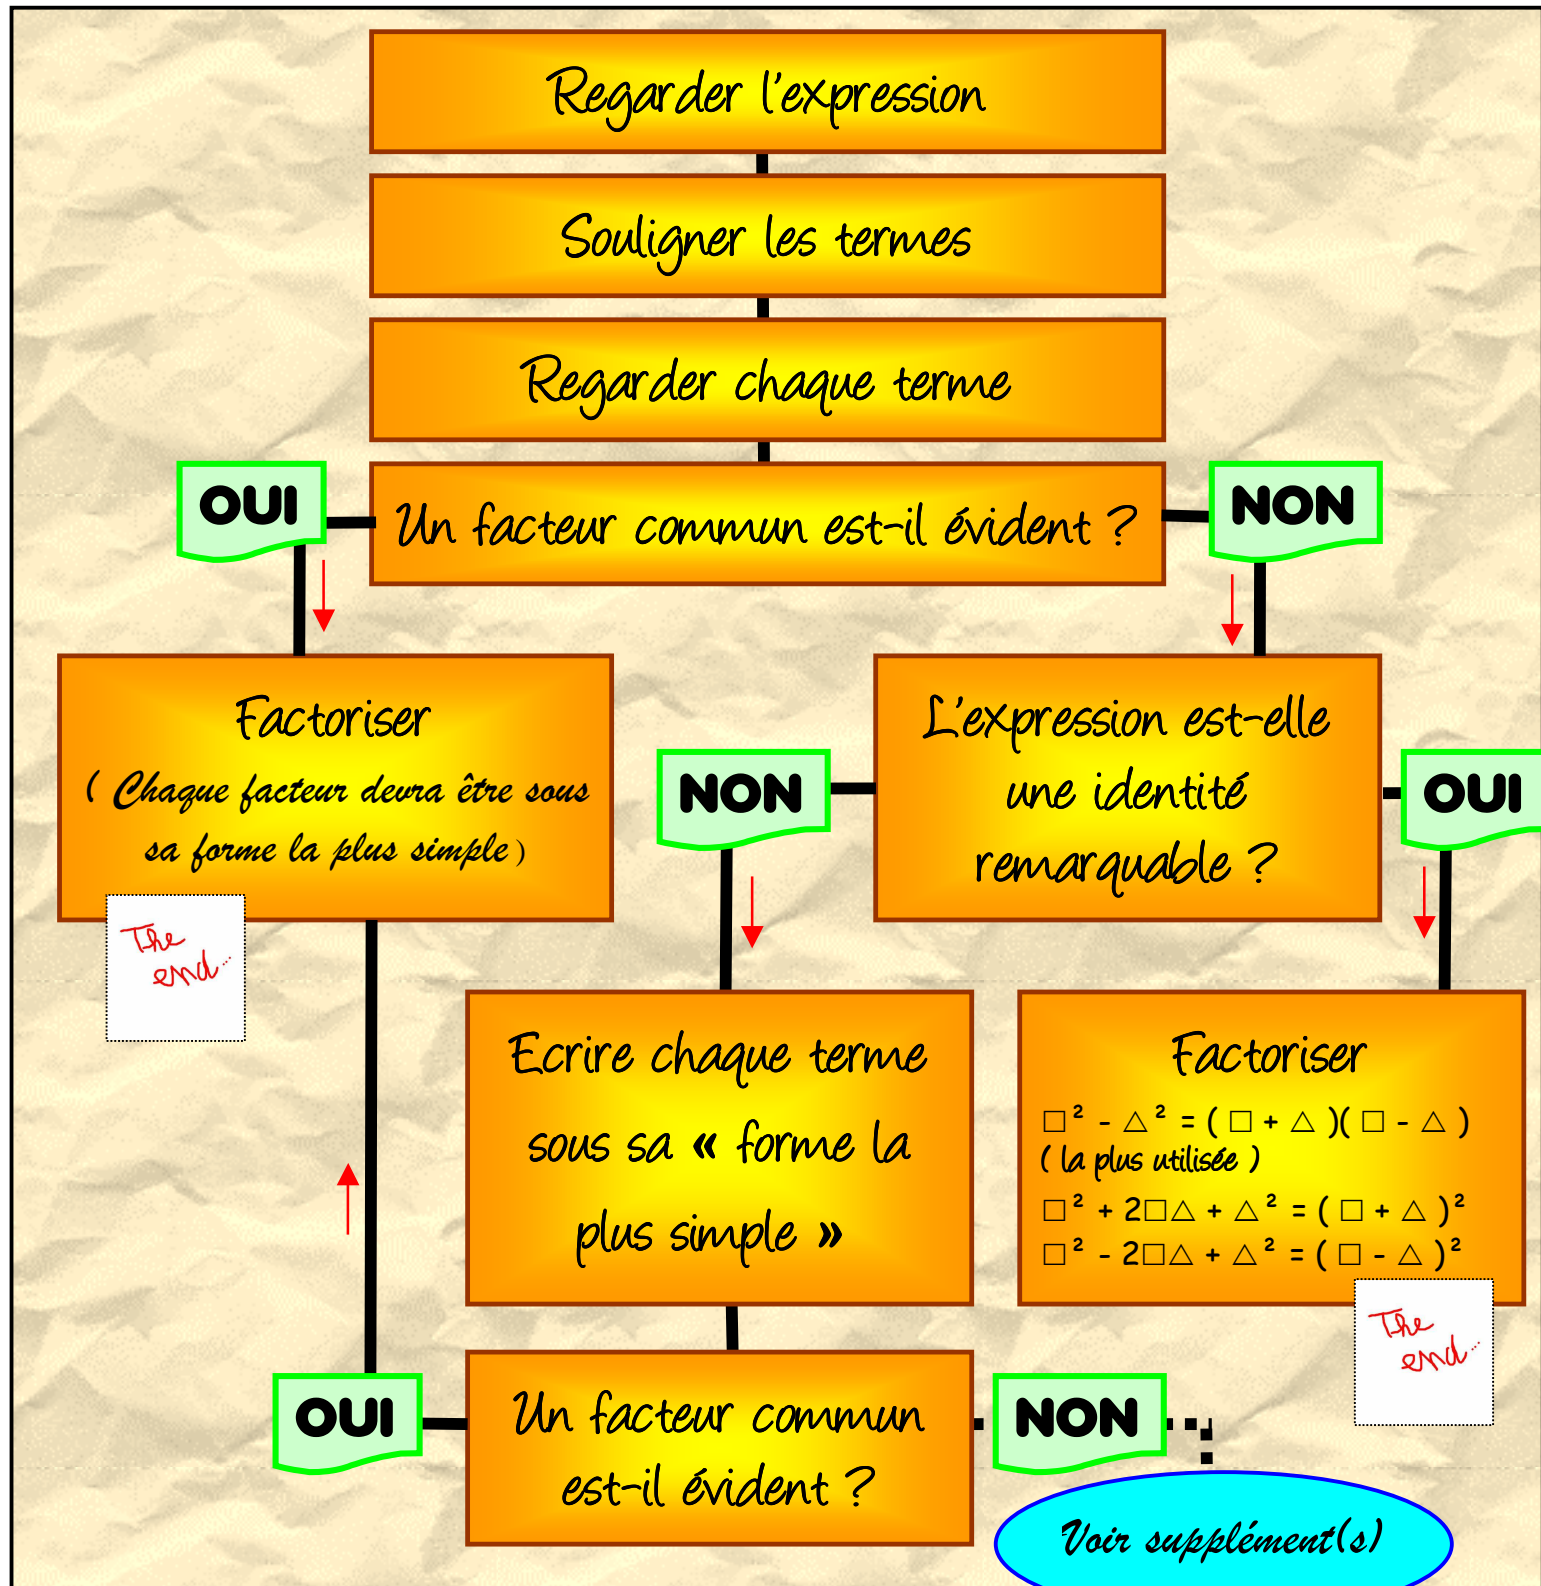 Regarder l'expression
Souligner les termes
Regarder chaque terme
OUI
Un facteur commun est-il évident ?
NON
Factoriser
( Chaque facteur devra être sous
sa forme la plus simple )
The
end...
L'expression est-elle
une identité
remarquable ?
NON
OUI
Ecrire chaque terme
sous sa « forme la
plus simple »
Factoriser
□² - △² = ( □ + △ )( □ - △ )
( la plus utilisée )
□² + 2□△ + △² = ( □ + △ )²
□² - 2□△ + △² = ( □ - △ )²
The
end...
OUI
Un facteur commun
est-il évident ?
NON
Voir supplément(s)